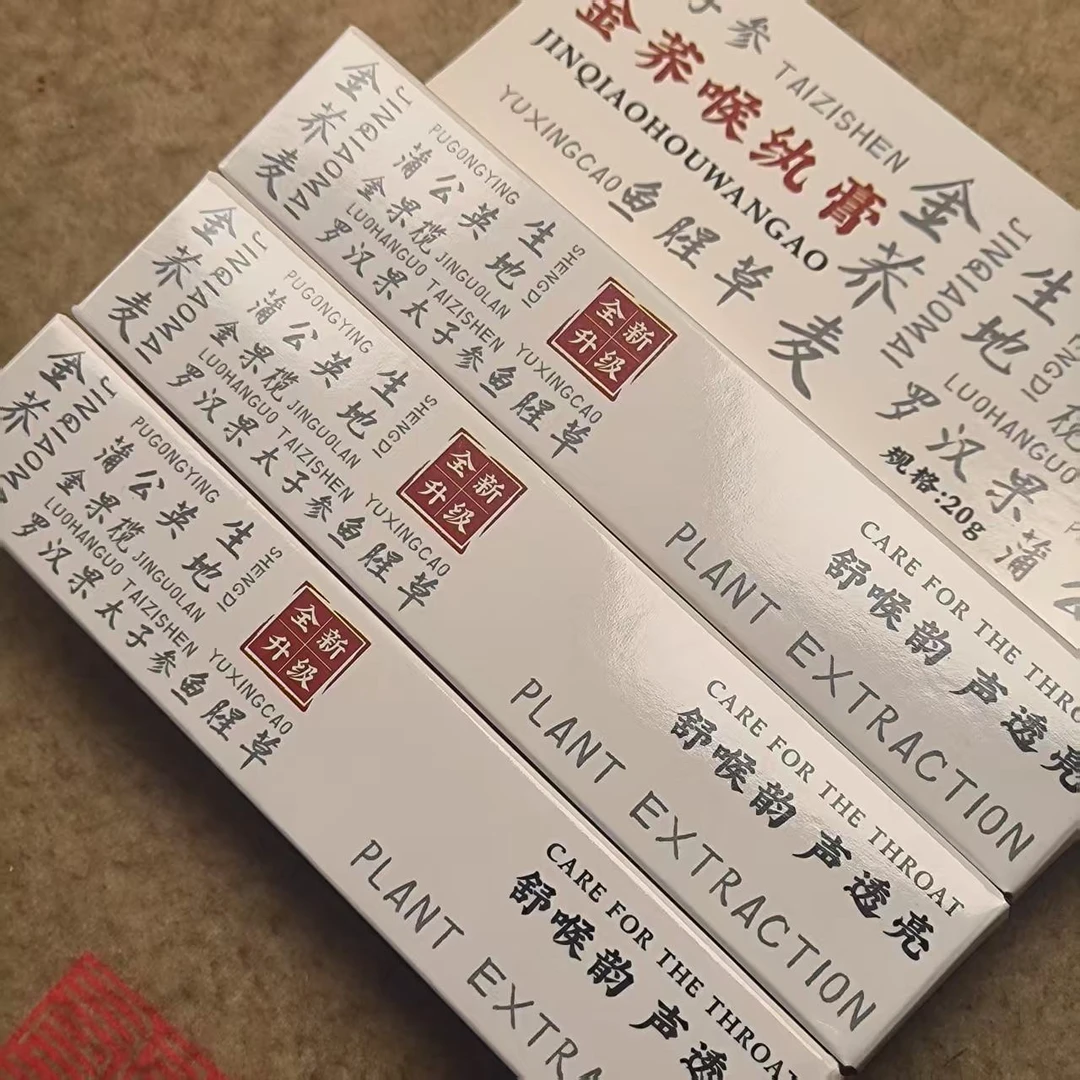 子参
TAIZISHEN
金荞喉纨膏
JINQIAOHOUWANGAO
YUXINGCAO
鱼腥草
金荞麦
JINQIAOMAI
生地
罗汉果
LUOHANGUO
规格:20g
蒲
金荞麦
JINQIAOMAI
PUGONGYING
蒲公英
金果榄
JINGUOLAN
LUOHANGUO TAIZISHEN
罗汉果太子参鱼腥草
生地
SHENGDI
YUXINGCAO
全新
升级
CARE FOR THE THROAT
舒喉韵 声透亮
PLANT EXTRACTION
金荞麦
JINQIAOMAI
PUGONGYING
蒲公英
金果榄
JINGUOLAN
LUOHANGUO TAIZISHEN
罗汉果太子参鱼腥草
生地
SHENGDI
YUXINGCAO
全新
升级
CARE FOR THE THROAT
舒喉韵 声透亮
PLANT EXTRACTION
金荞
JINQIAOMA
PUGONGYING
蒲公英
金果榄
JINGUOLAN
LUOHANGUO TAIZISHEN
罗汉果太子参鱼腥草
生地
SHENGDI
YUXINGCAO
全新
升级
CARE FOR THE THROAT
舒喉韵 声透
PLANT EXTRA